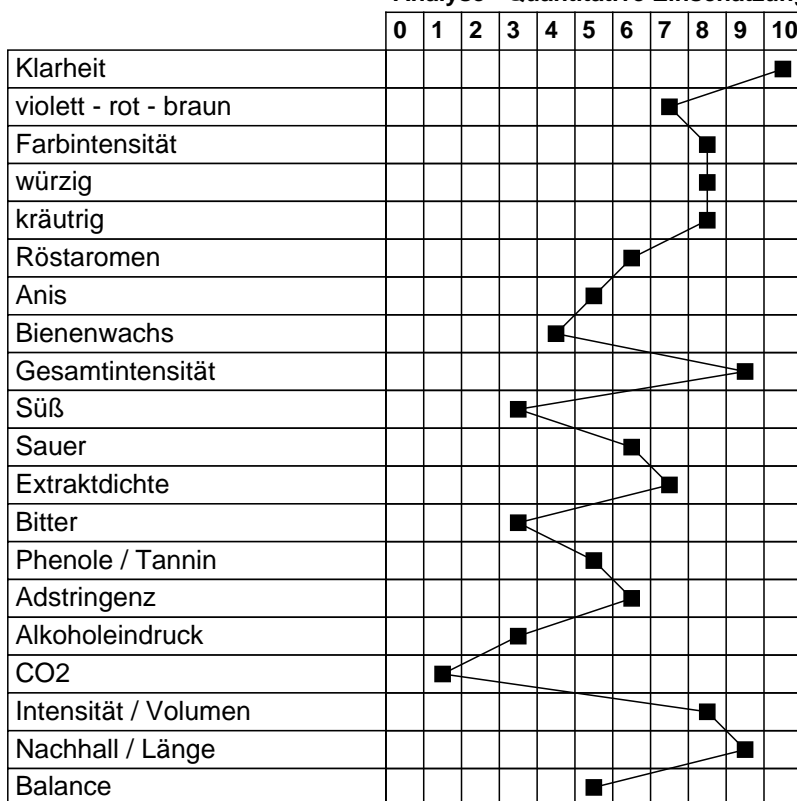 0 1 2 3 4 5 6 7 8 9 10
Klarheit
violett - rot - braun
Farbintensität
würzig
kräutrig
Röstaromen
Anis
Bienenwachs
Gesamtintensität
Süß
Sauer
Extraktdichte
Bitter
Phenole / Tannin
Adstringenz
Alkoholeindruck
CO2
Intensität / Volumen
Nachhall / Länge
Balance